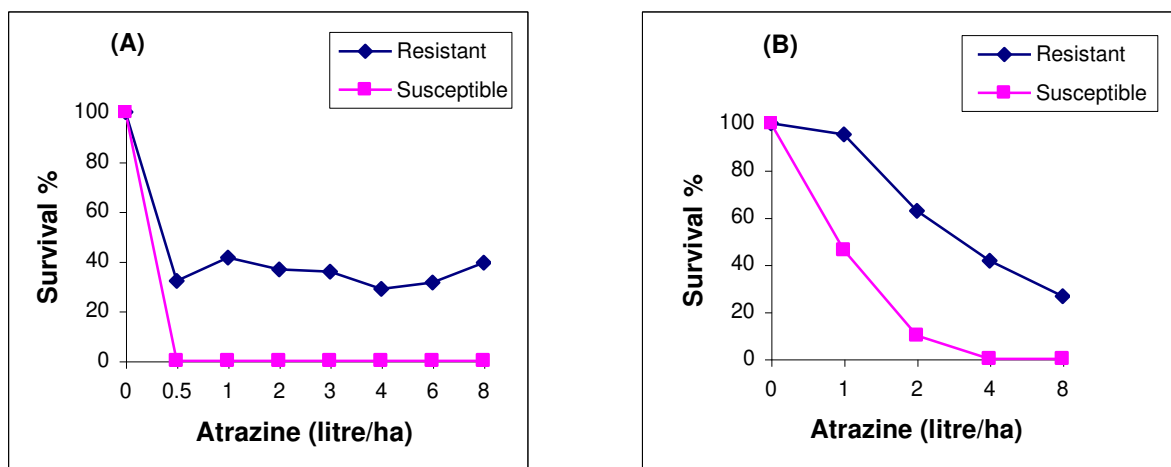 (A)
Resistant
Susceptible
100
80
60
40
20
0
0 0.5 1 2 3 4 6 8
Survival %
Atrazine (litre/ha)
(B)
Resistant
Susceptible
100
80
60
40
20
0
0 1 2 4 8
Survival %
Atrazine (litre/ha)